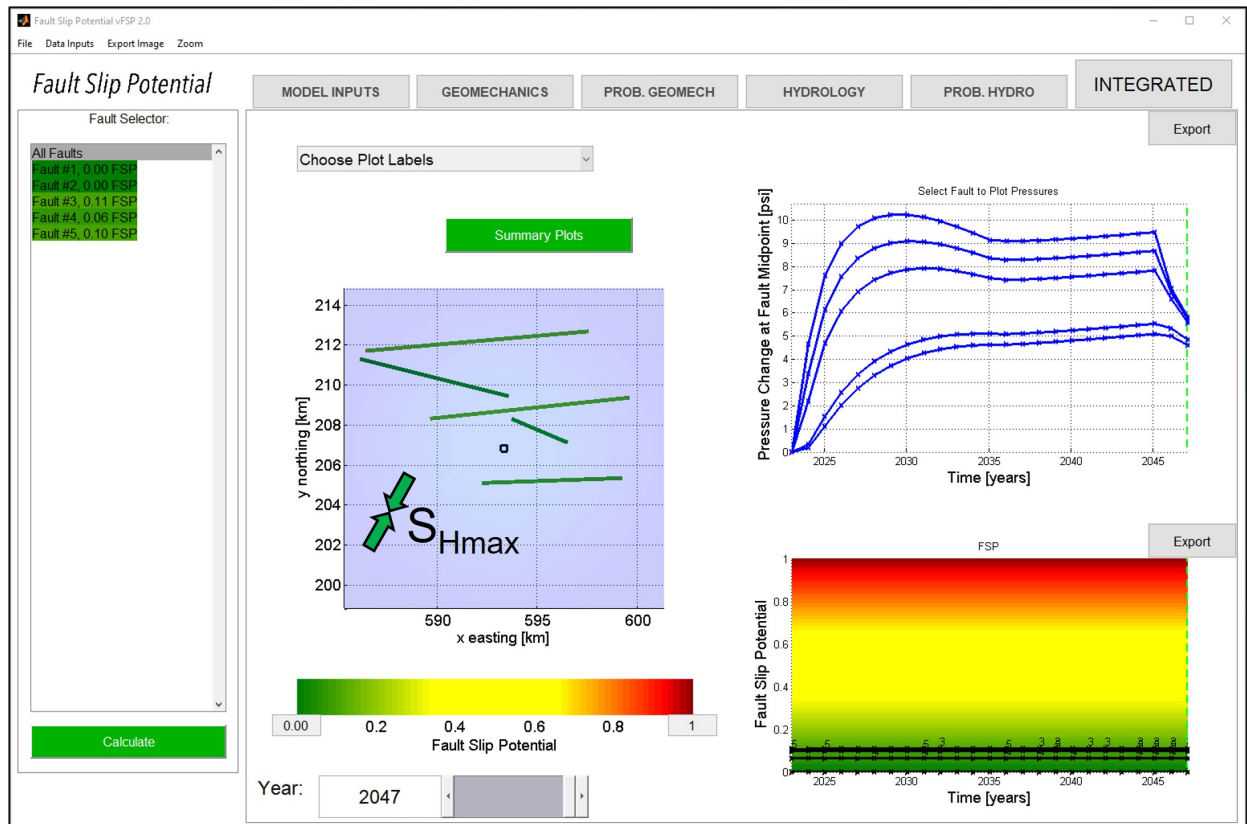 Fault Slip Potential vFSP 2.0
File Data Inputs Export Image Zoom
Fault Slip Potential
MODEL INPUTS
GEOMECHANICS
PROB. GEOMECH
HYDROLOGY
PROB. HYDRO
INTEGRATED
Fault Selector:
All Faults
Fault #1, 0.00 FSP
Fault #2, 0.00 FSP
Fault #3, 0.11 FSP
Fault #4, 0.06 FSP
Fault #5, 0.10 FSP
Calculate
Export
Choose Plot Labels
Summary Plots
214
212
210
208
206
204
202
200
y northing [km]
SHmax
590 595 600
x easting [km]
0.00 0.2 0.4 0.6 0.8 1
Fault Slip Potential
Year: 2047
Select Fault to Plot Pressures
10
9
8
7
6
5
4
3
2
1
0
Pressure Change at Fault Midpoint [psi]
2025 2030 2035 2040 2045
Time [years]
Export
FSP
1
0.8
0.6
0.4
0.2
0
Fault Slip Potential
2025 2030 2035 2040 2045
Time [years]